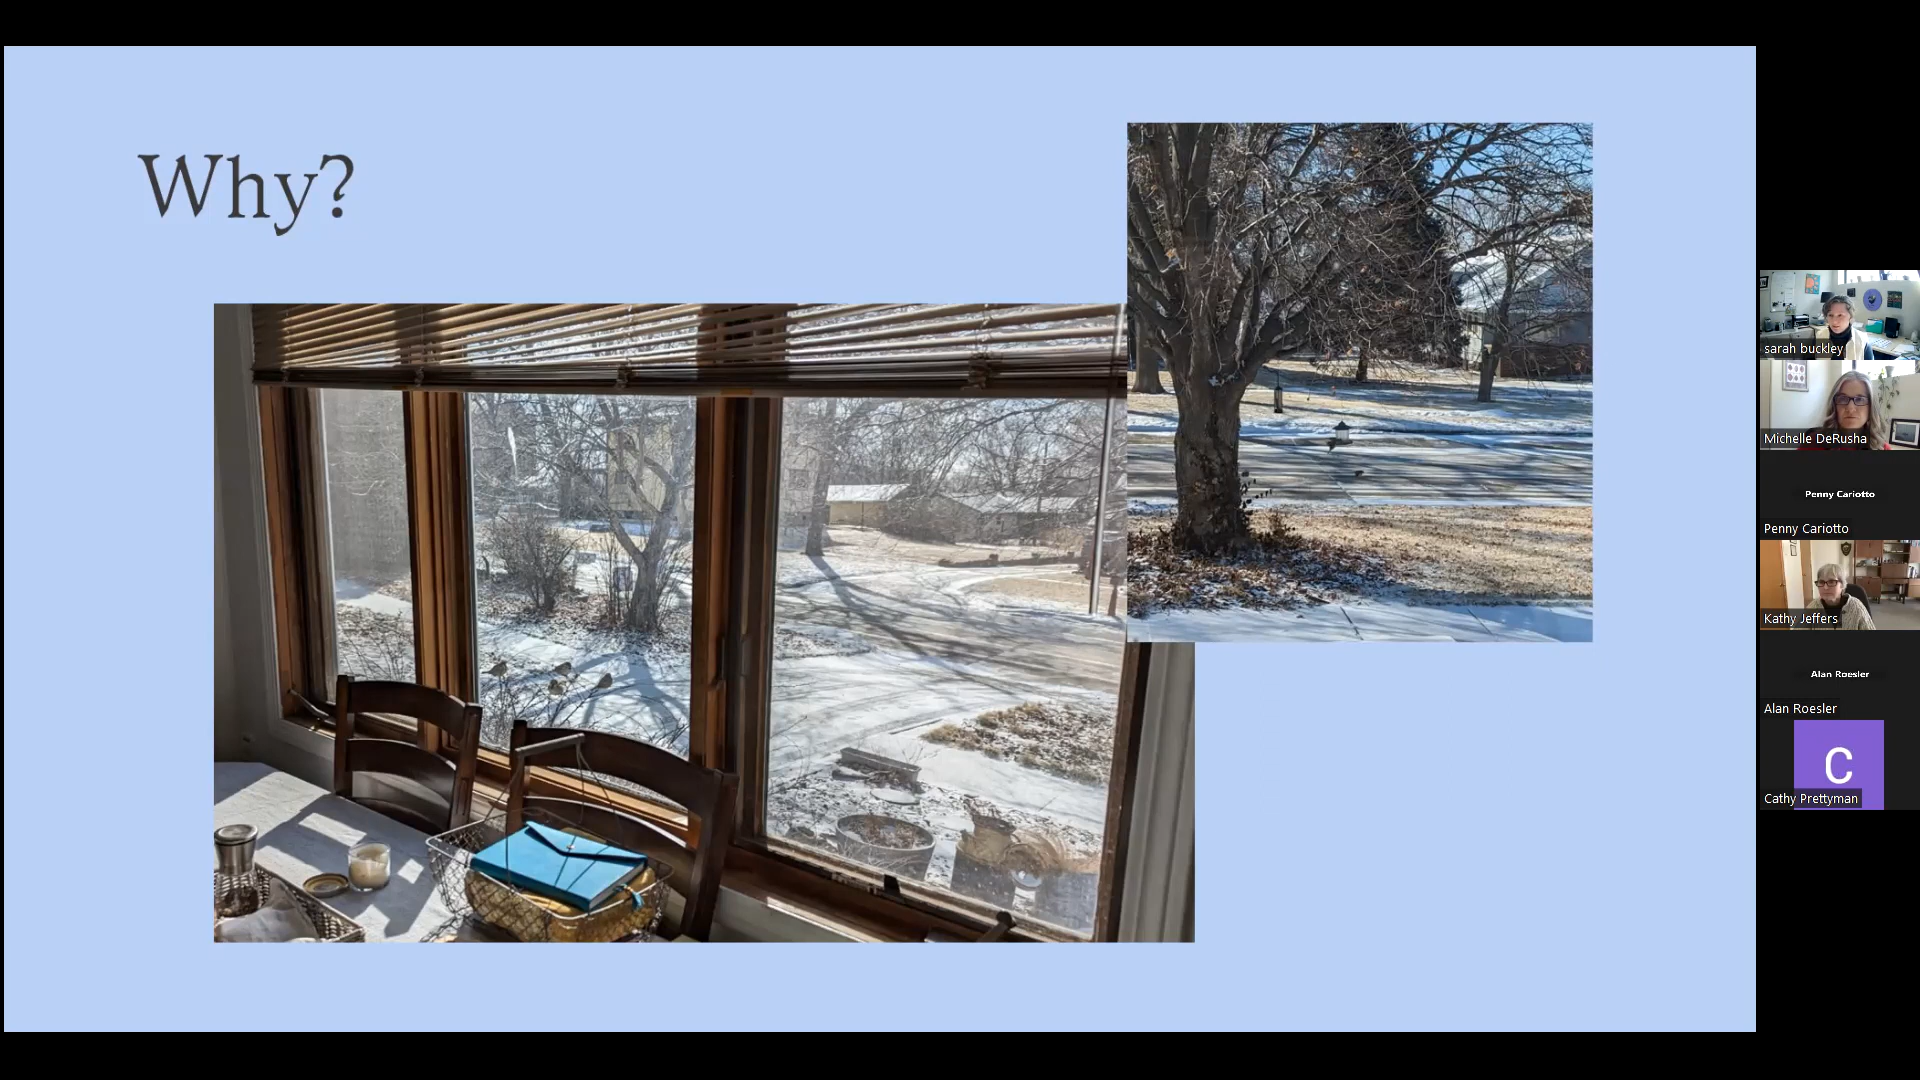 Why?
sarah buckley
Michelle DeRusha
Penny Cariotto
Penny Cariotto
Kathy Jeffers
Alan Roesler
Alan Roesler
C
Cathy Prettyman